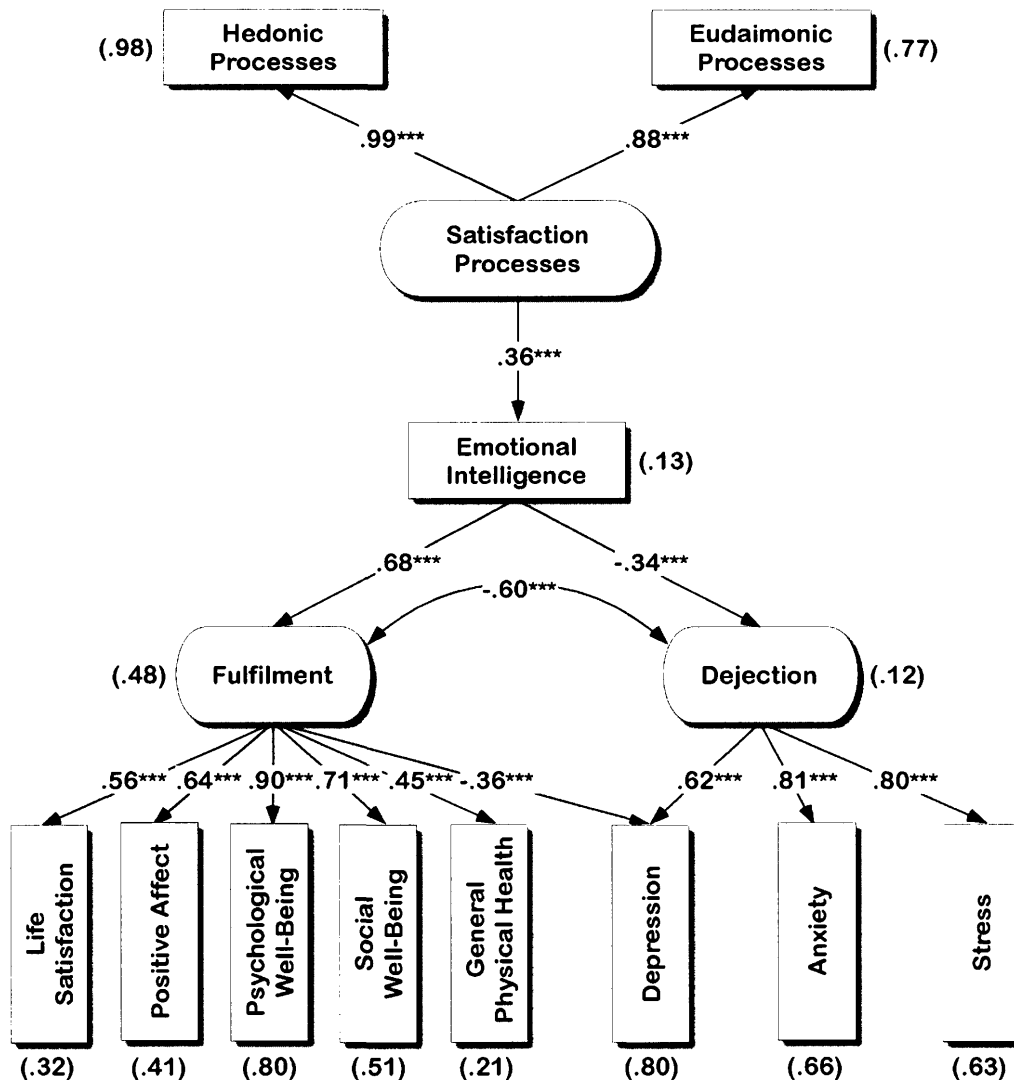 Hedonic
Processes
(.98)
Eudaimonic
Processes
(.77)
.99***
.88***
Satisfaction
Processes
.36***
Emotional
Intelligence
(.13)
.68***
-.34***
-.60***
(.48)
Fulfilment
Dejection
(.12)
.56***
.64***
.90***
.71***
.45***
-.36***
.62***
.81***
.80***
Life
Satisfaction
Positive Affect
Psychological
Well-Being
Social
Well-Being
General
Physical Health
Depression
Anxiety
Stress
(.32)
(.41)
(.80)
(.51)
(.21)
(.80)
(.66)
(.63)